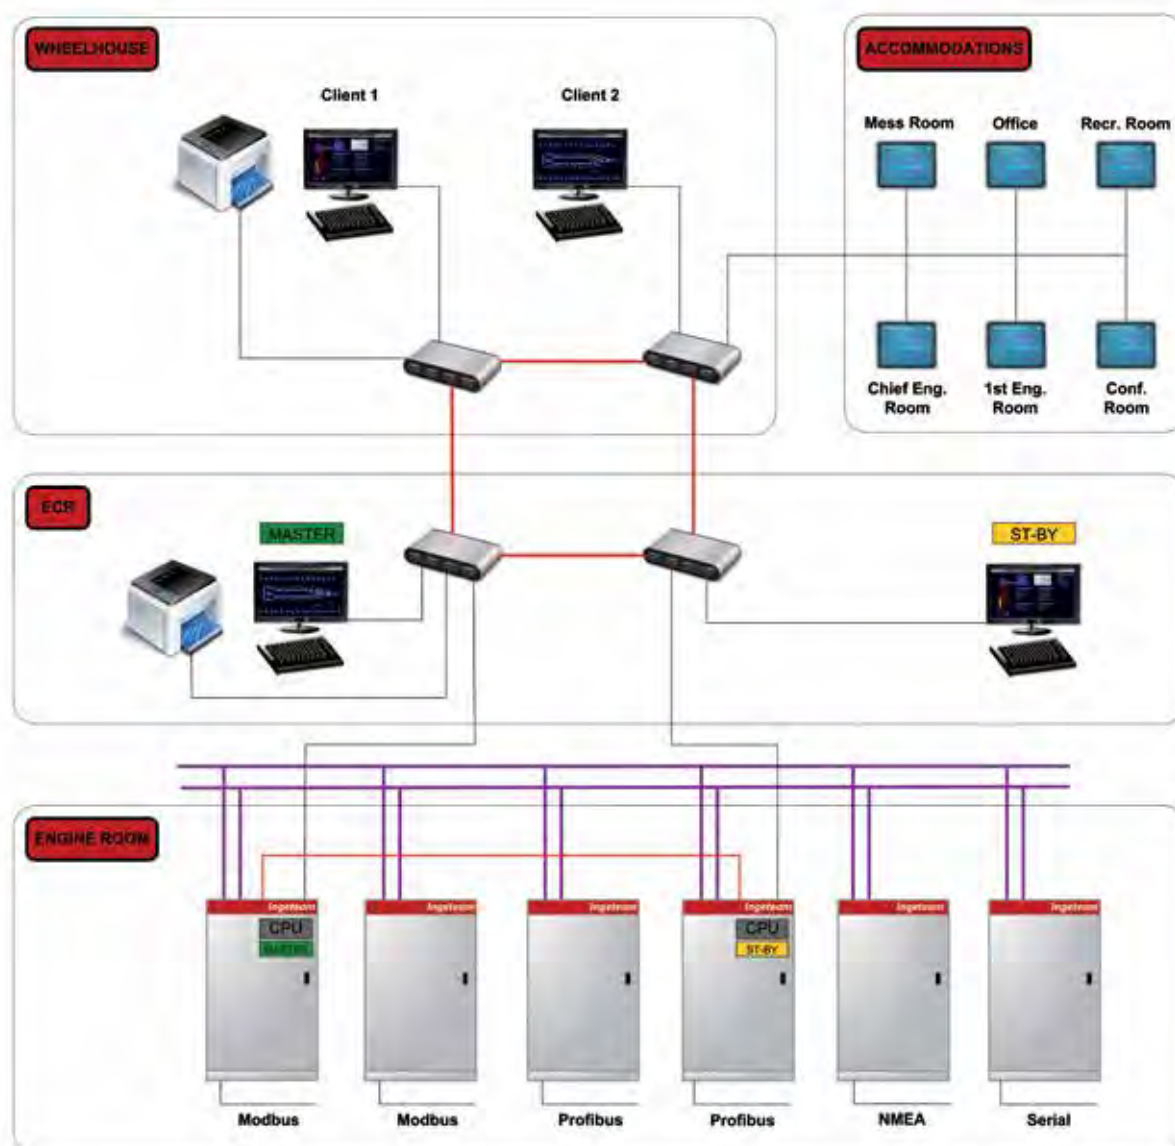 WHEELHOUSE
ACCOMMODATIONS
Client 1
Client 2
Mess Room
Office
Recr. Room
Chief Eng.
Room
1st Eng.
Room
Conf.
Room
ECR
MASTER
ST-BY
ENGINE ROOM
Ingeteam
Ingeteam
Ingeteam
Ingeteam
Ingeteam
Ingeteam
CPU
MASTER
CPU
ST-BY
Modbus
Modbus
Profibus
Profibus
NMEA
Serial